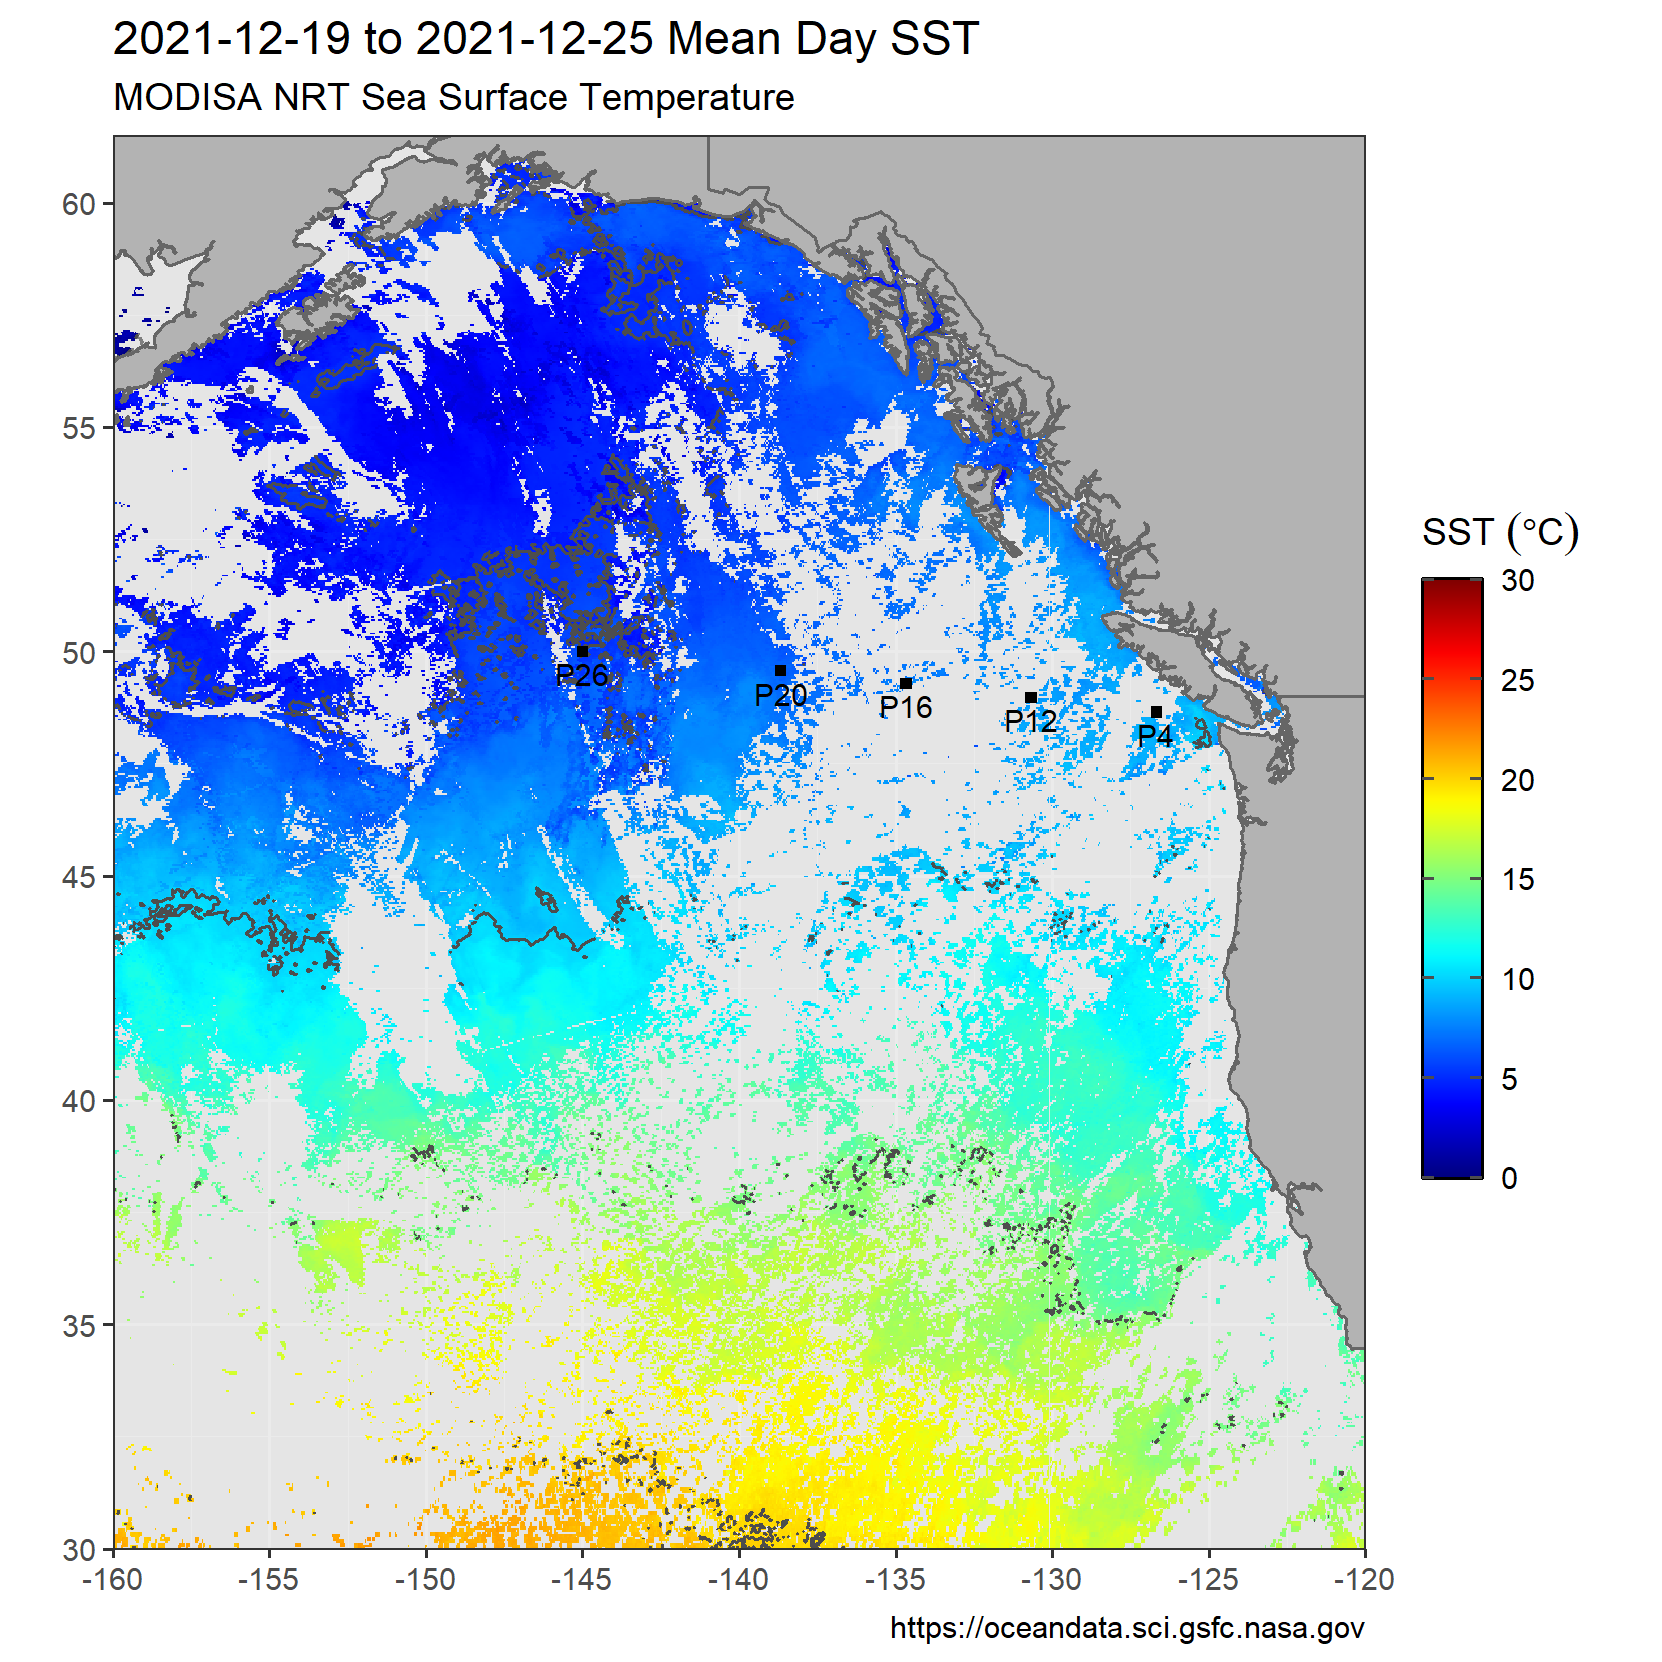 2021-12-19 to 2021-12-25 Mean Day SST
MODISA NRT Sea Surface Temperature
60
55
50
45
40
35
30
-160
-155
-150
-145
-140
-135
-130
-125
-120
P26
P20
P16
P12
P4
SST (°C)
30
25
20
15
10
5
0
https://oceandata.sci.gsfc.nasa.gov